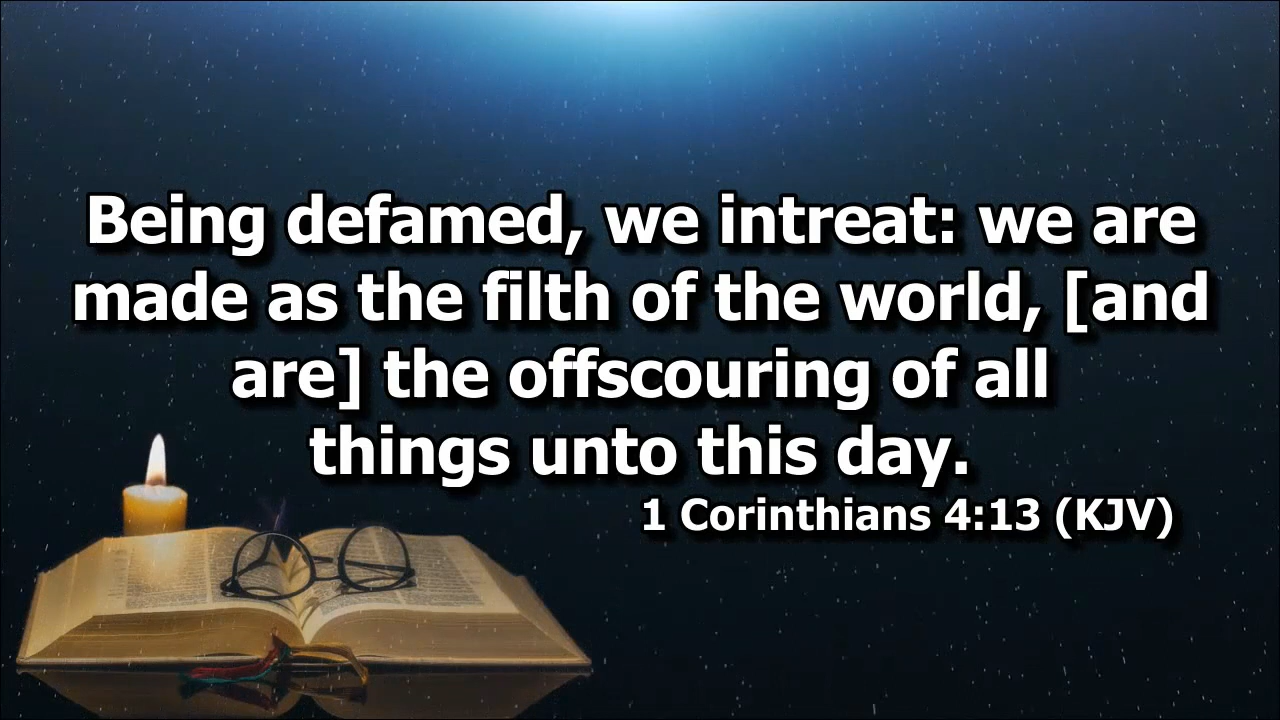 Being defamed, we intreat: we are
made as the filth of the world, [and
are] the offscouring of all
things unto this day.
1 Corinthians 4:13 (KJV)